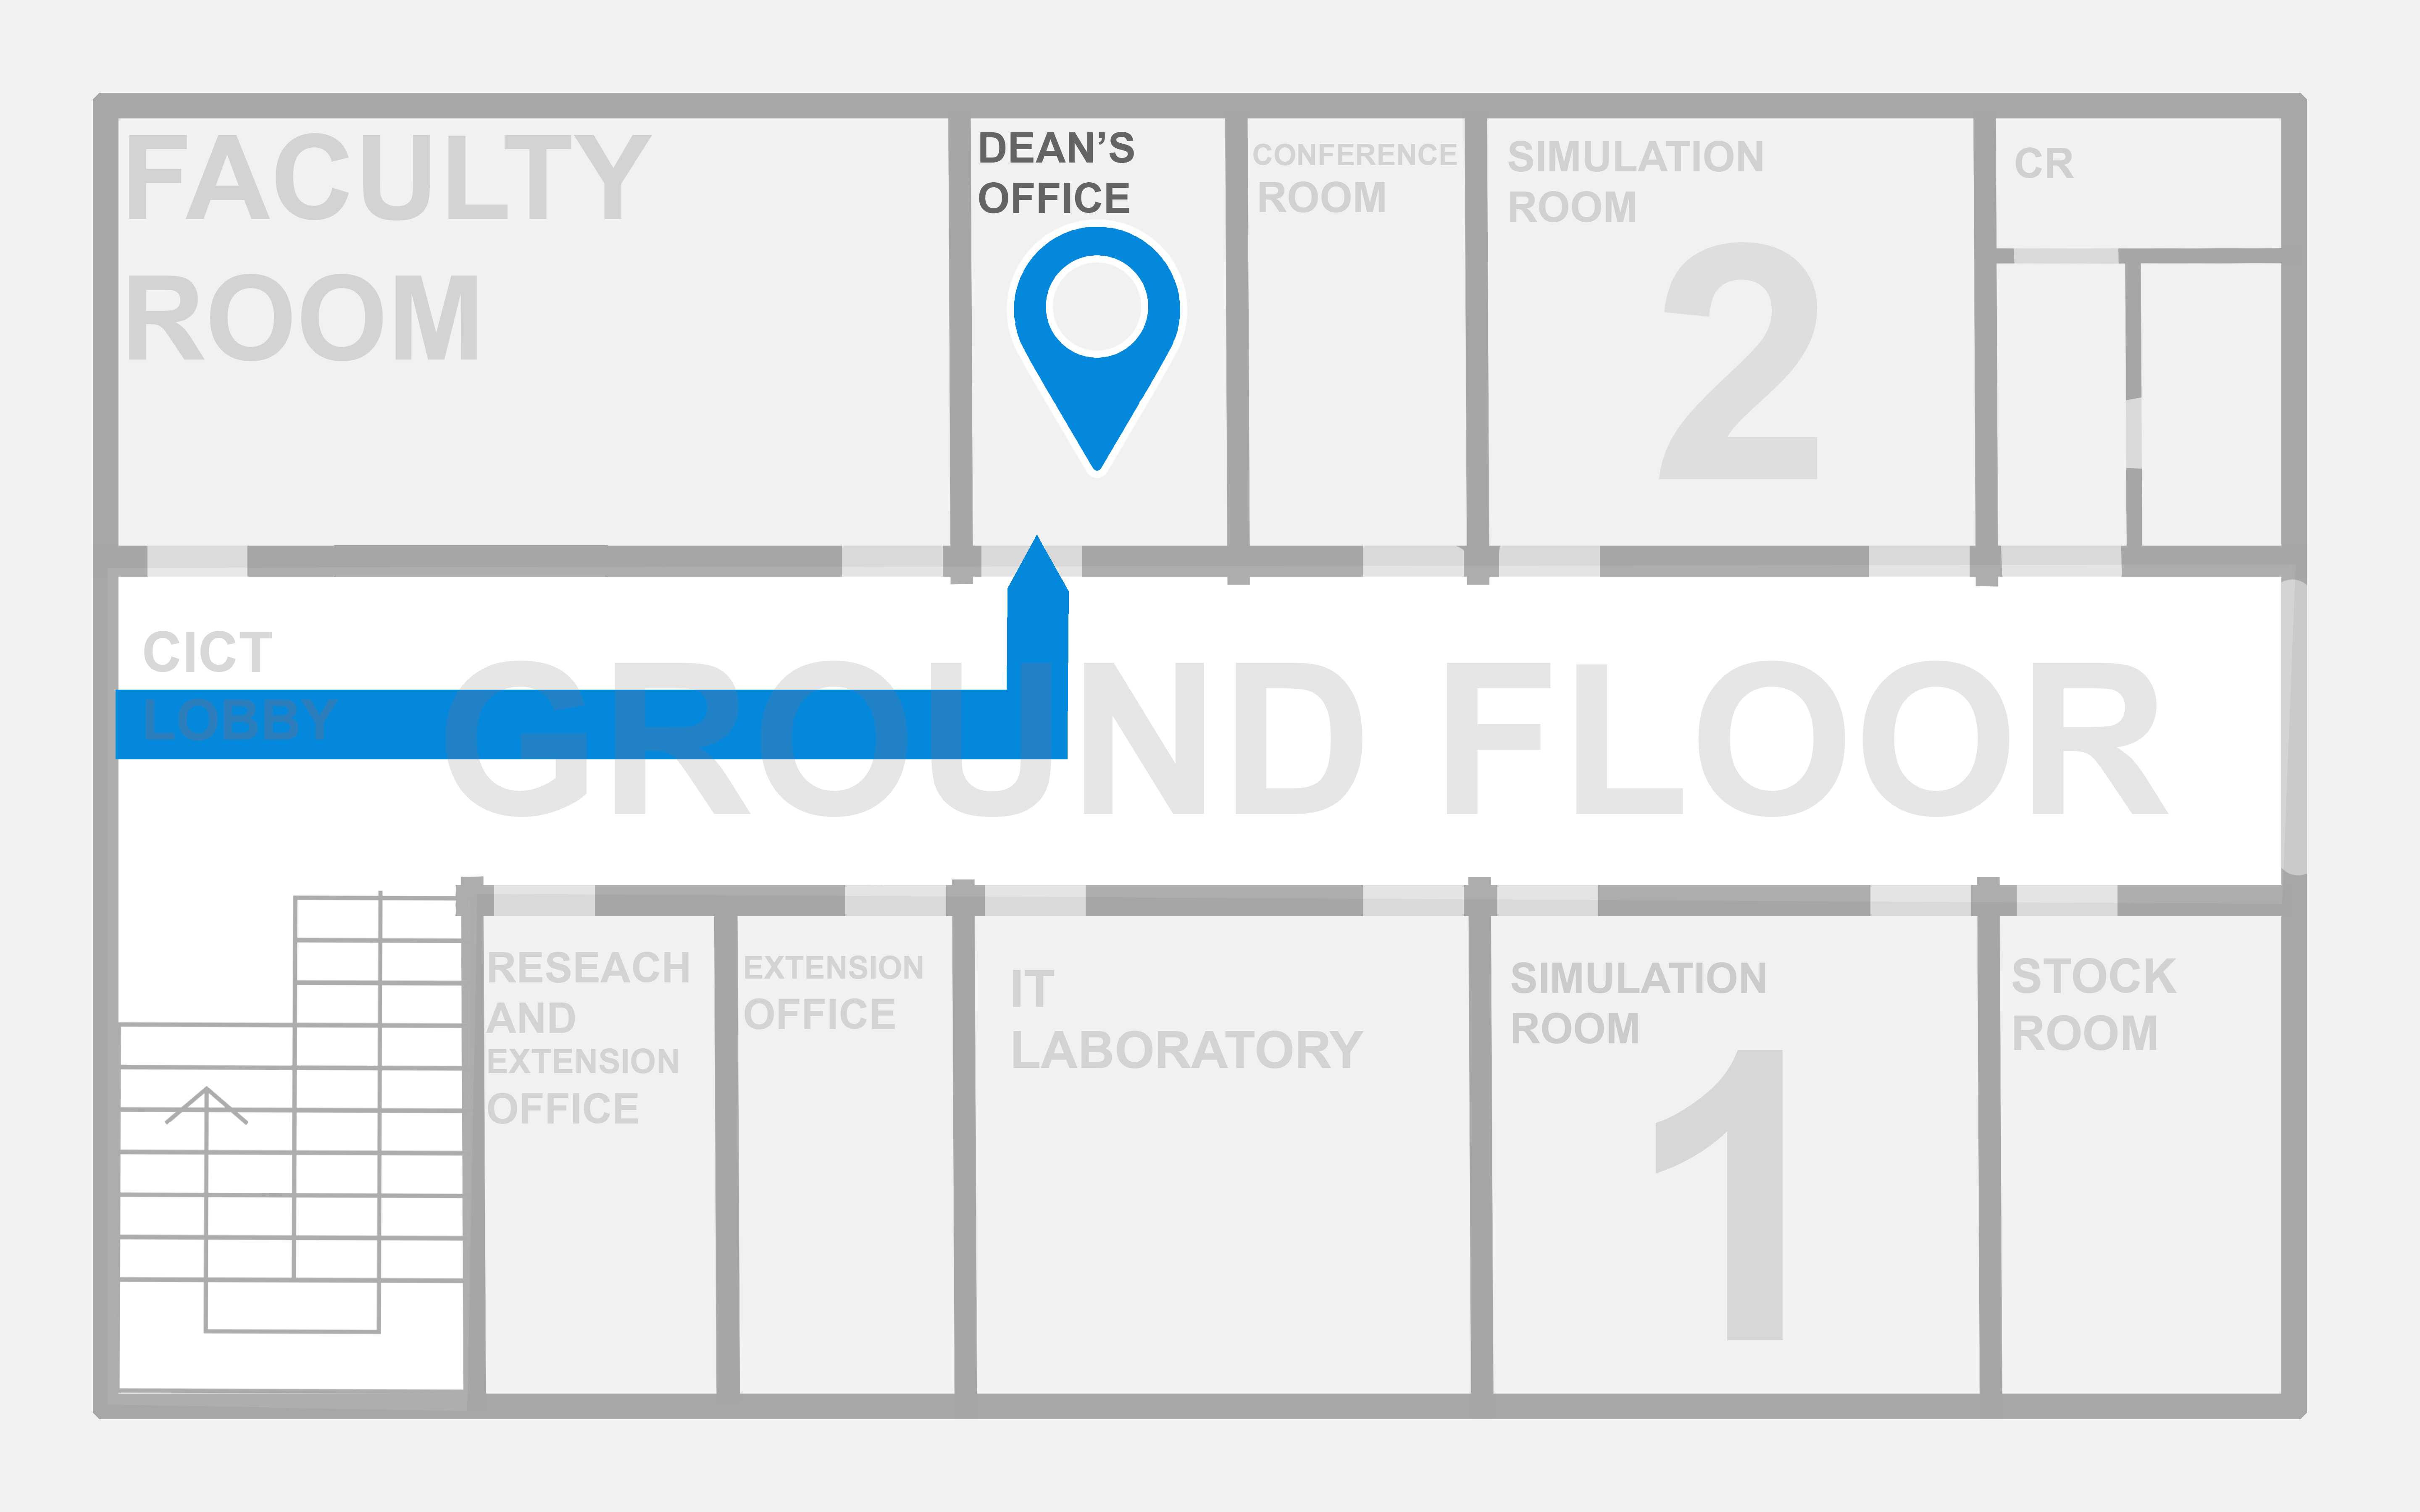 FACULTY
ROOM
DEAN'S
OFFICE
CONFERENCE
ROOM
SIMULATION
ROOM
2
CR
CICT
LOBBY
GROUND FLOOR
RESEACH
AND
EXTENSION
OFFICE
EXTENSION
OFFICE
IT
LABORATORY
SIMULATION
ROOM
1
STOCK
ROOM